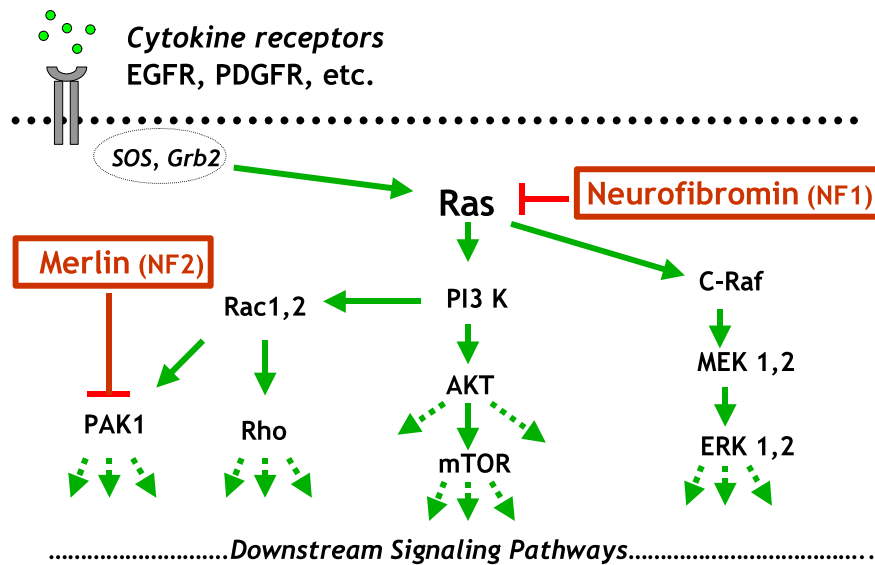 Cytokine receptors
EGFR, PDGFR, etc.
SOS, Grb2
Ras
Neurofibromin (NF1)
Merlin (NF2)
Rac1,2
PI3 K
C-Raf
MEK 1,2
AKT
PAK1
Rho
mTOR
ERK 1,2
...........................Downstream Signaling Pathways...................................